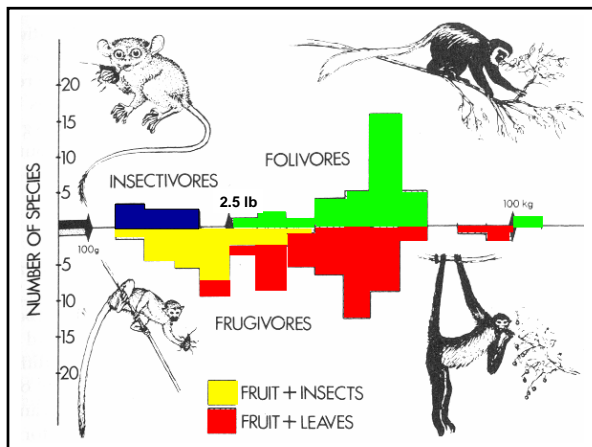 NUMBER OF SPECIES
20
15
10
5
5
10
15
20
INSECTIVORES
2.5 lb
FOLIVORES
100g
100 kg
FRUGIVORES
FRUIT + INSECTS
FRUIT + LEAVES